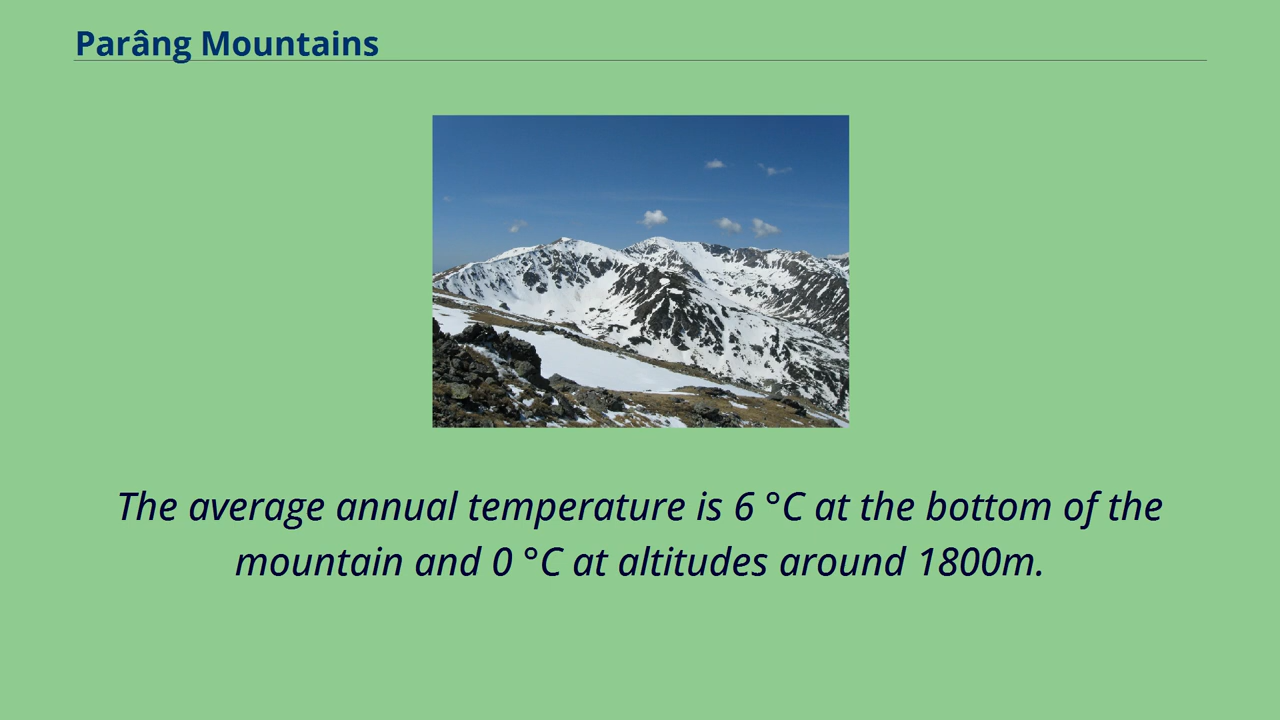 Parâng Mountains
The average annual temperature is 6 °C at the bottom of the
mountain and 0 °C at altitudes around 1800m.